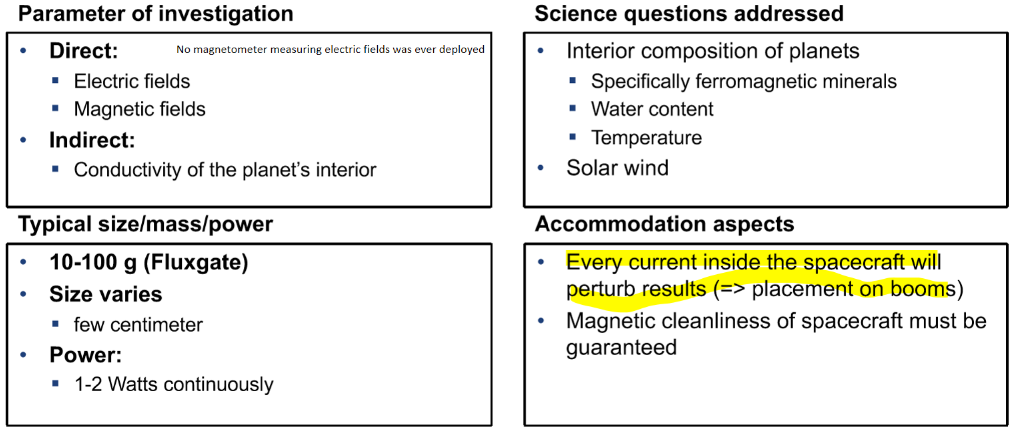 Parameter of investigation
• Direct:
No magnetometer measuring electric fields was ever deployed
▪ Electric fields
▪ Magnetic fields
• Indirect:
▪ Conductivity of the planet's interior
Science questions addressed
• Interior composition of planets
▪ Specifically ferromagnetic minerals
▪ Water content
▪ Temperature
• Solar wind
Typical size/mass/power
• 10-100 g (Fluxgate)
• Size varies
▪ few centimeter
• Power:
▪ 1-2 Watts continuously
Accommodation aspects
• Every current inside the spacecraft will
perturb results (=> placement on booms)
• Magnetic cleanliness of spacecraft must be
guaranteed